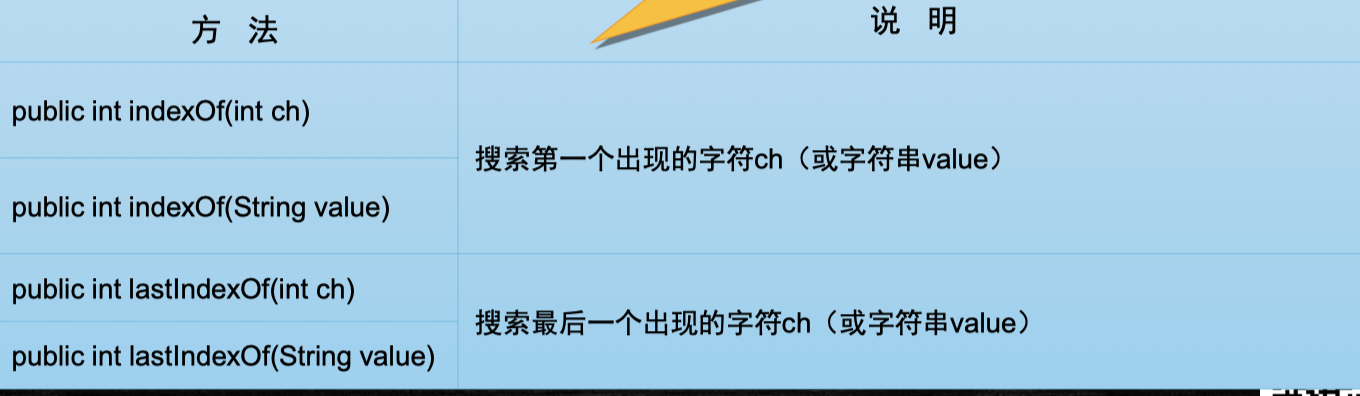 方 法
说 明
public int indexOf(int ch)
搜索第一个出现的字符ch（或字符串value）
public int indexOf(String value)
public int lastIndexOf(int ch)
搜索最后一个出现的字符ch（或字符串value）
public int lastIndexOf(String value)